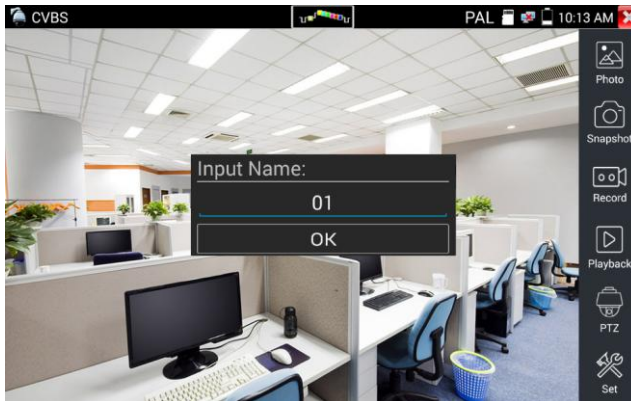 CVBS
PAL 10:13 AM
Photo
Snapshot
Input Name:
01
OK
Record
Playback
PTZ
Set